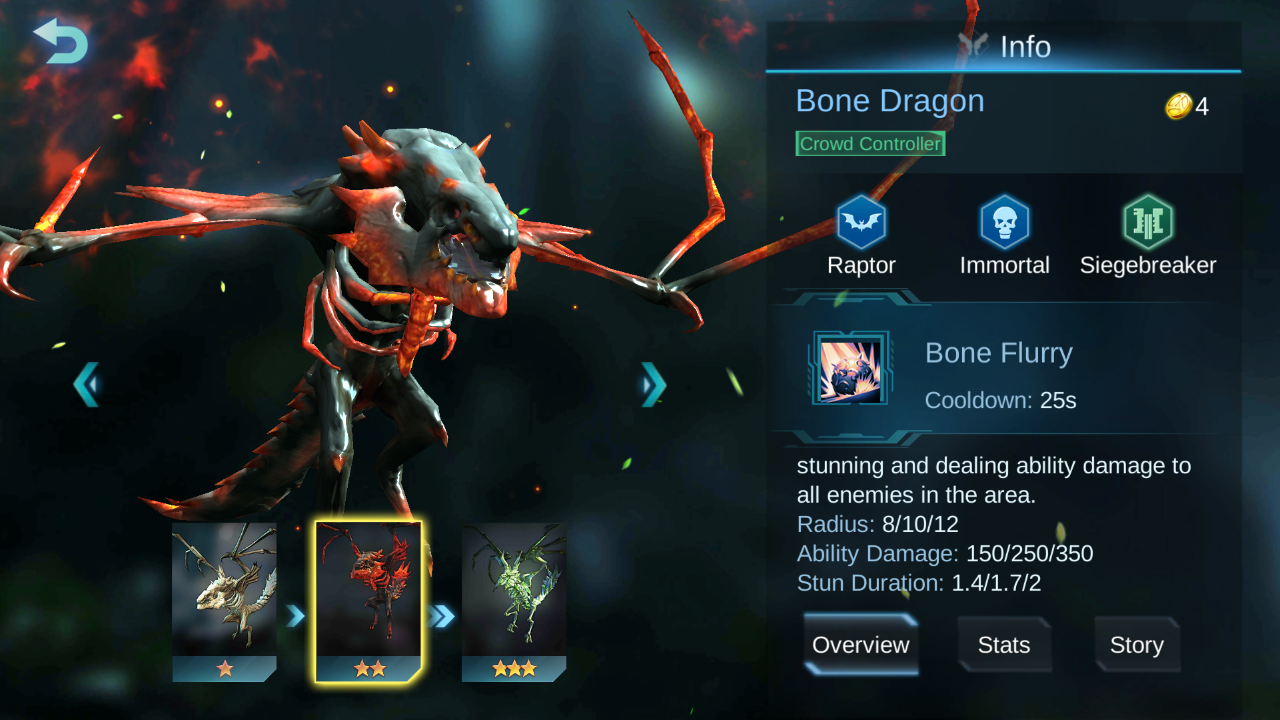 Info
Bone Dragon
4
Crowd Controller
Raptor
Immortal
Siegebreaker
Bone Flurry
Cooldown: 25s
stunning and dealing ability damage to
all enemies in the area.
Radius: 8/10/12
Ability Damage: 150/250/350
Stun Duration: 1.4/1.7/2
Overview
Stats
Story